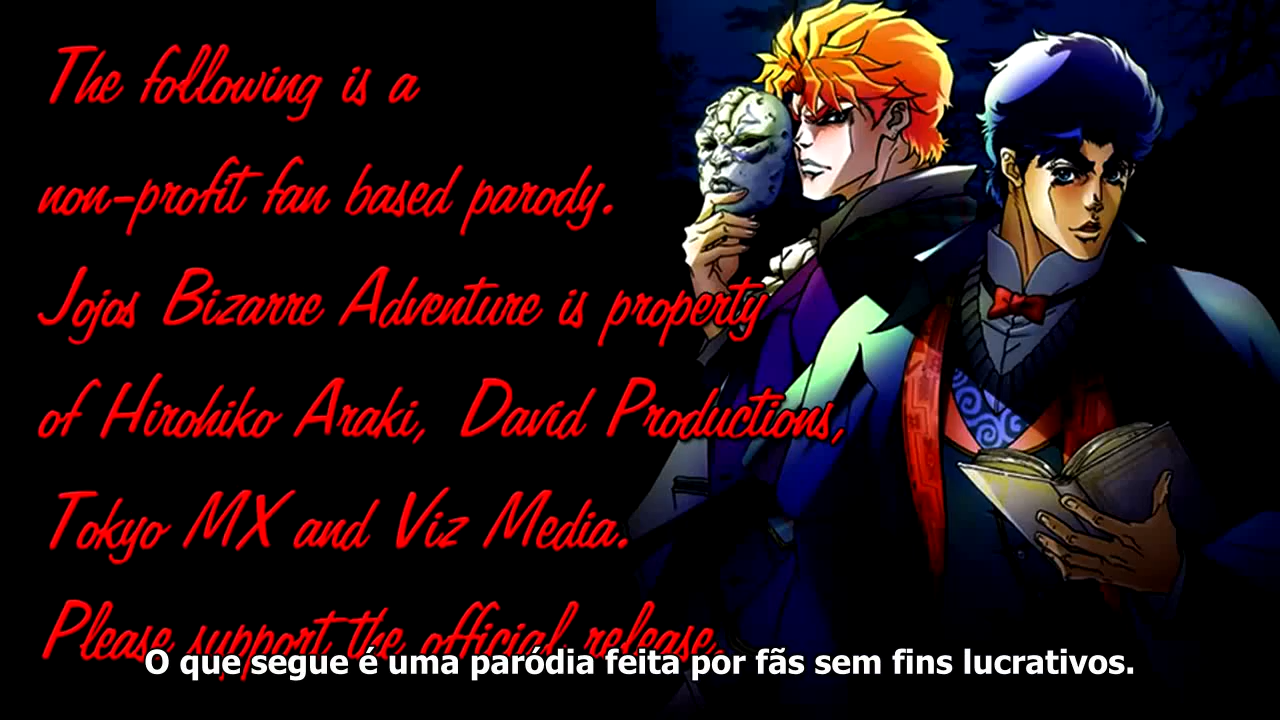 The following is a
non-profit fan based parody.
Jojos Bizarre Adventure is property
of Hirohiko Araki, David Productions,
Tokyo MX and Viz Media.
Please support the official release.
O que segue é uma paródia feita por fãs sem fins lucrativos.